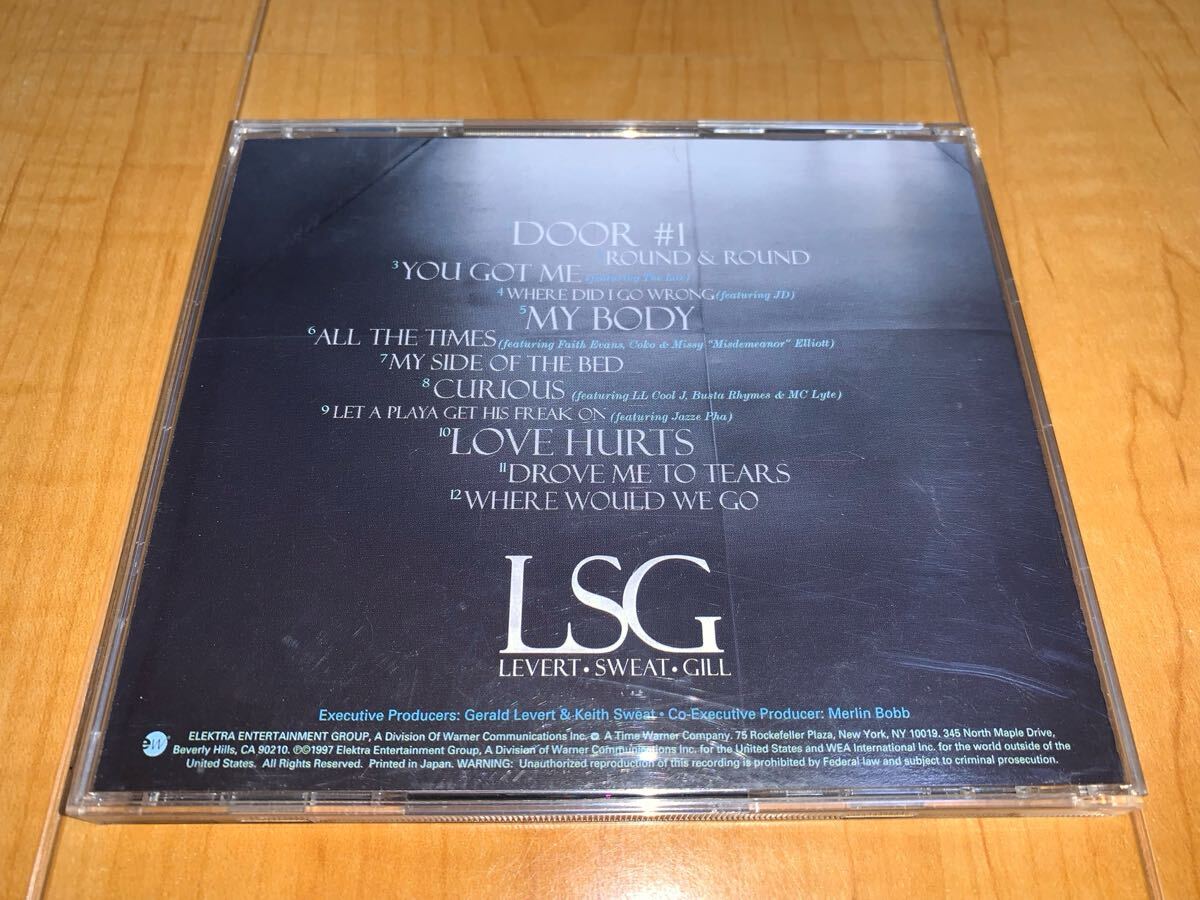 DOOR #1
ROUND & ROUND
3 YOU GOT ME (featuring The Lox)
4 WHERE DID I GO WRONG (featuring JD)
5 MY BODY
6 ALL THE TIMES (featuring Faith Evans, Coko & Missy "Misdemeanor" Elliott)
7 MY SIDE OF THE BED
8 CURIOUS (featuring LL Cool J, Busta Rhymes & MC Lyte)
9 LET A PLAYA GET HIS FREAK ON (featuring Jazze Pha)
10 LOVE HURTS
11 DROVE ME TO TEARS
12 WHERE WOULD WE GO
LSG
LEVERT • SWEAT • GILL
Executive Producers: Gerald Levert & Keith Sweat • Co-Executive Producer: Merlin Bobb
ew
ELEKTRA ENTERTAINMENT GROUP, A Division Of Warner Communications Inc. A Time Warner Company. 75 Rockefeller Plaza, New York, NY 10019. 345 North Maple Drive,
Beverly Hills, CA 90210. ℗©1997 Elektra Entertainment Group, A Division of Warner Communications Inc. for the United States and WEA International Inc. for the world outside of the
United States. All Rights Reserved. Printed in Japan. WARNING: Unauthorized reproduction of this recording is prohibited by Federal law and subject to criminal prosecution.